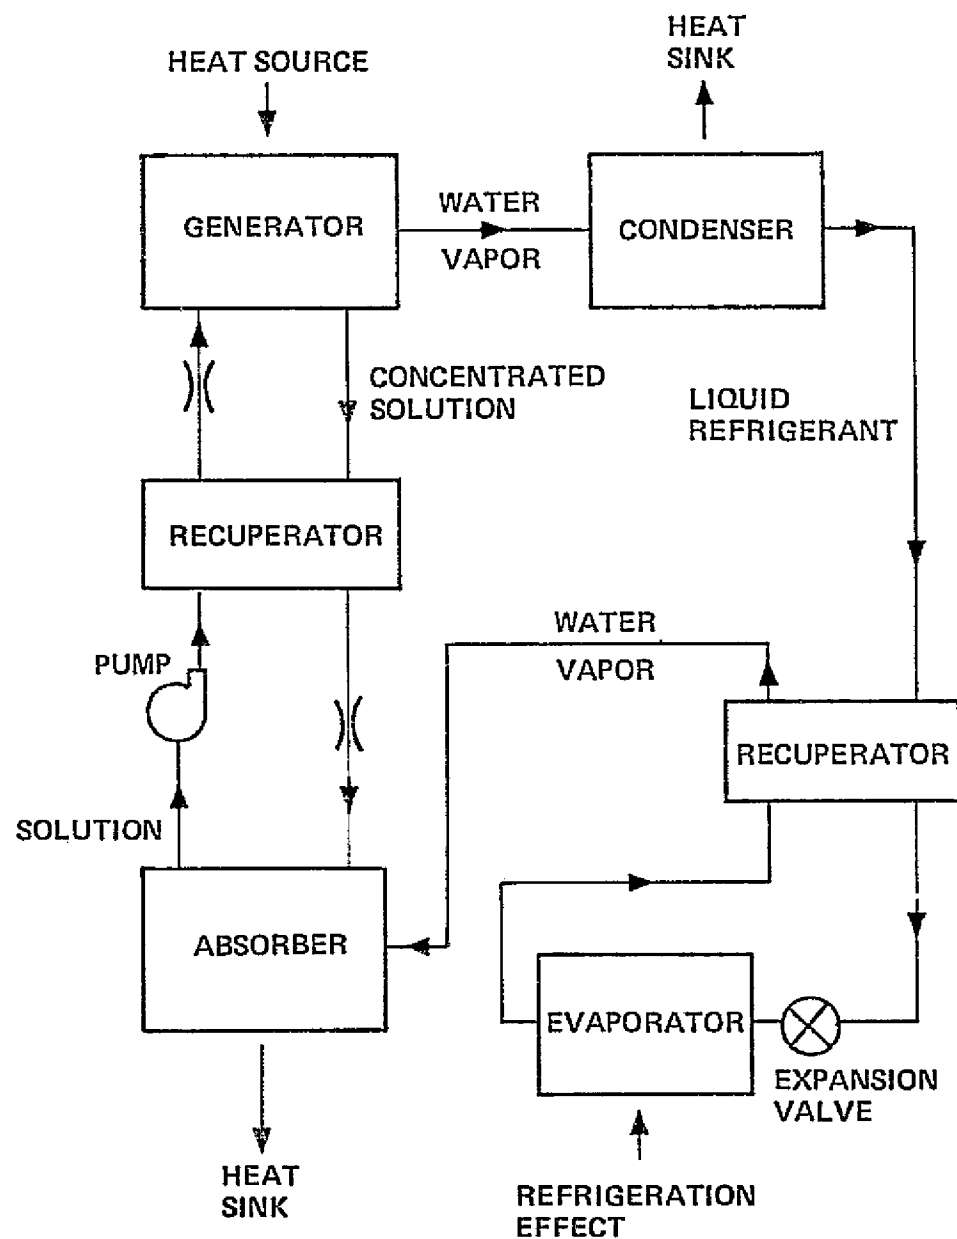 HEAT
SINK
HEAT SOURCE
GENERATOR
WATER
VAPOR
CONDENSER
CONCENTRATED
SOLUTION
LIQUID
REFRIGERANT
RECUPERATOR
WATER
VAPOR
PUMP
RECUPERATOR
SOLUTION
ABSORBER
EVAPORATOR
EXPANSION
VALVE
HEAT
SINK
REFRIGERATION
EFFECT